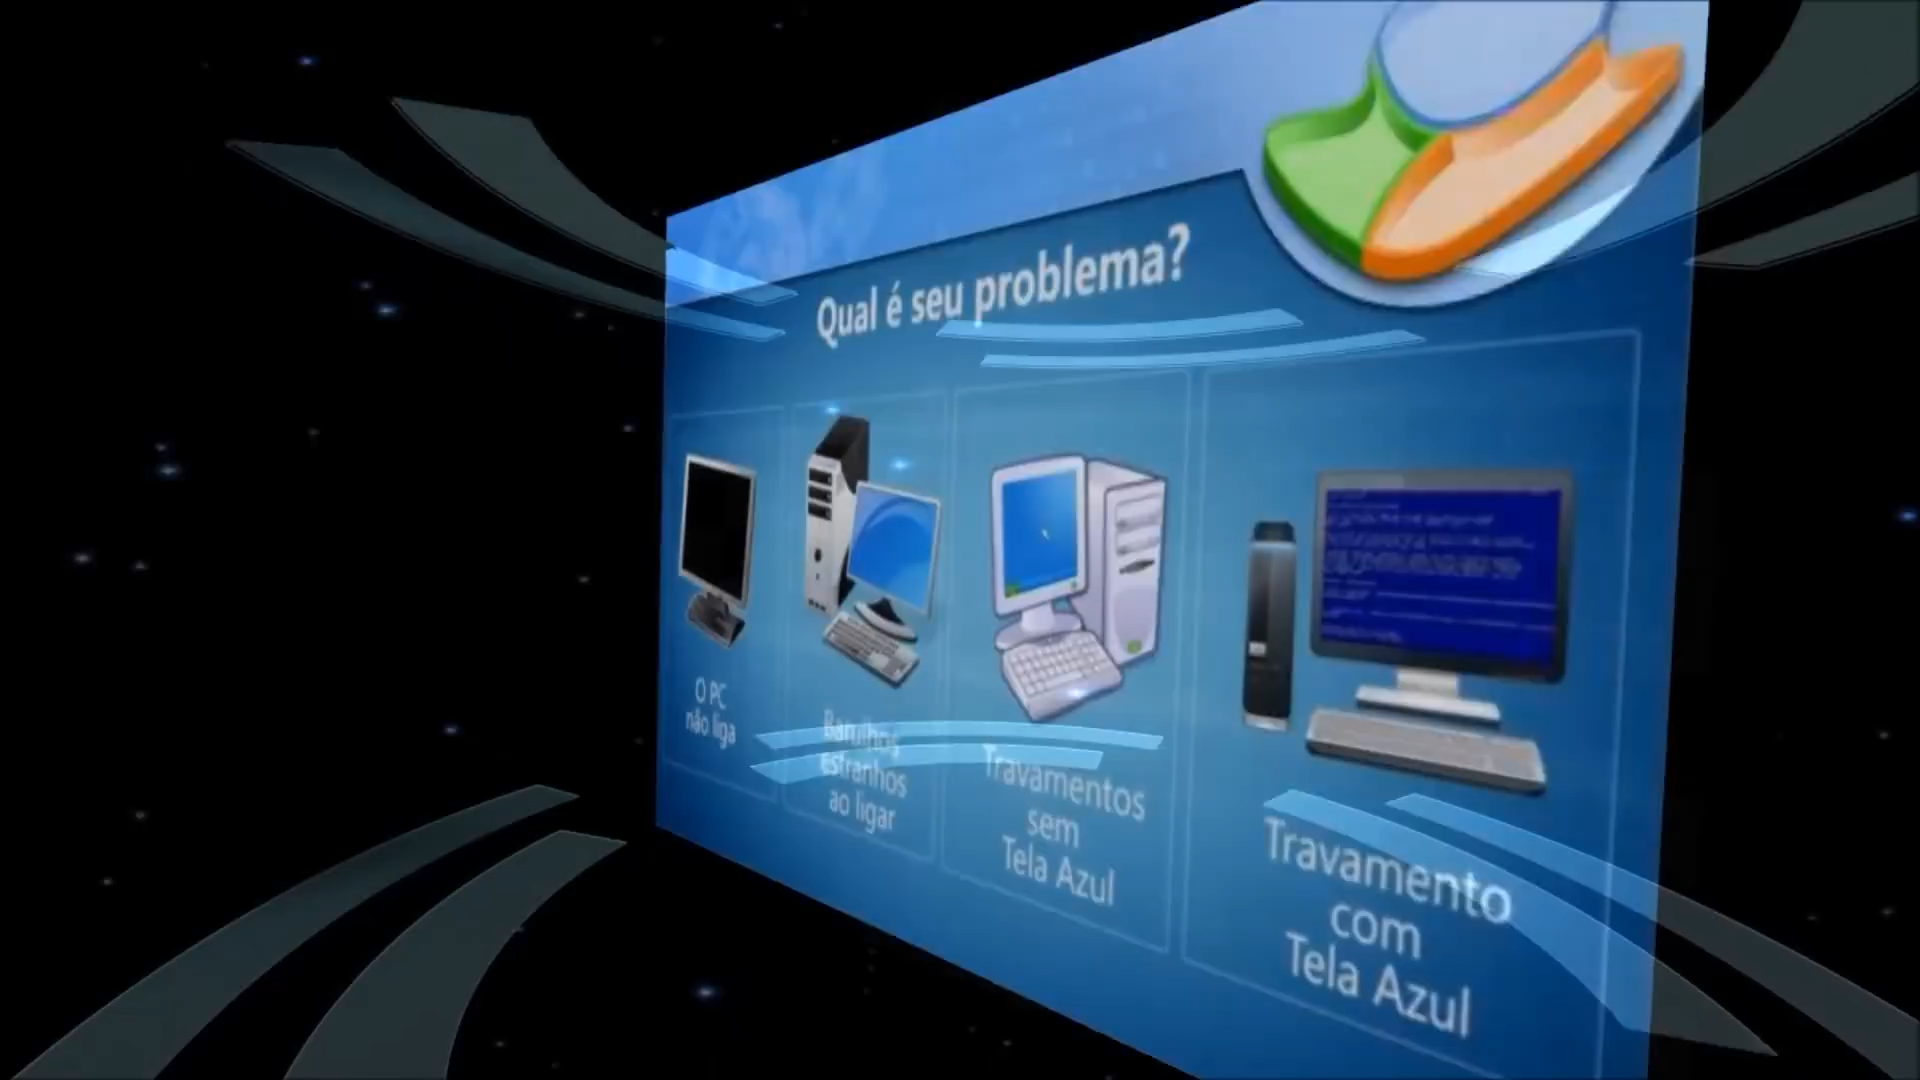 Qual é seu problema?
O PC
não liga
Barulhos
Estranhos
ao ligar
Travamentos
sem
Tela Azul
Travamento
com
Tela Azul